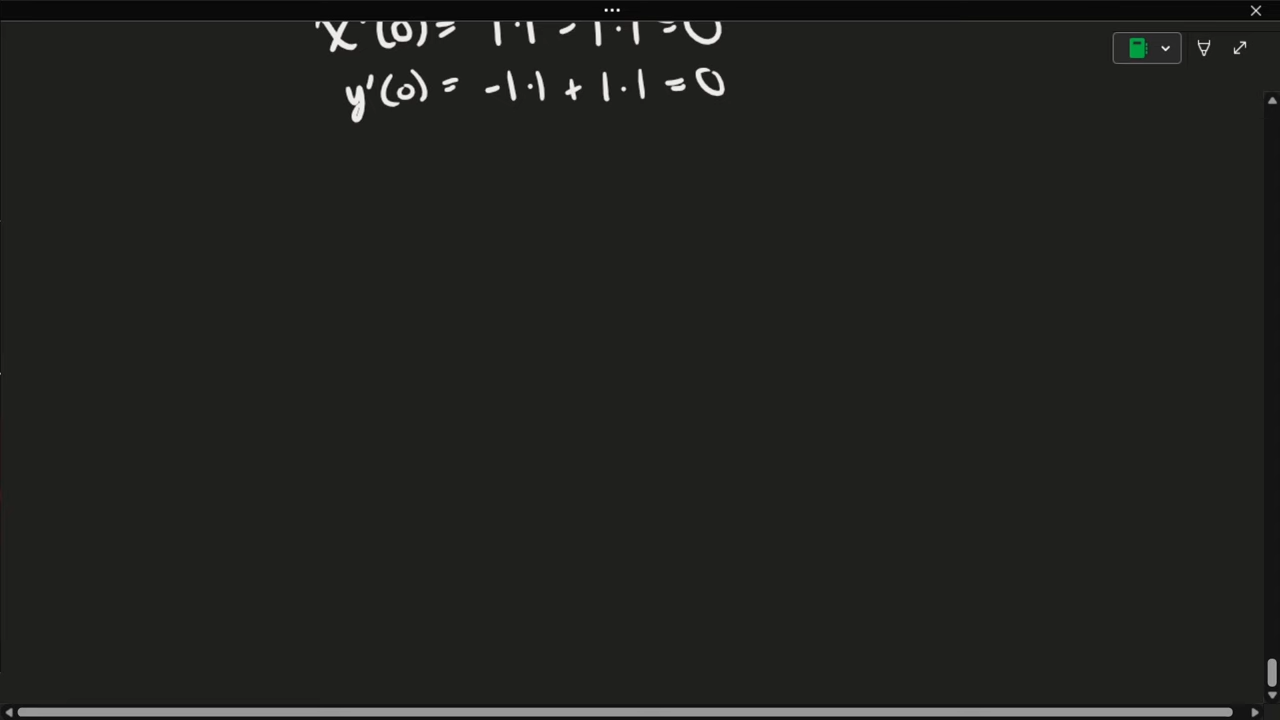 x'(0) = 1·1 - 1·1 = 0
y'(0) = -1·1 + 1·1 = 0